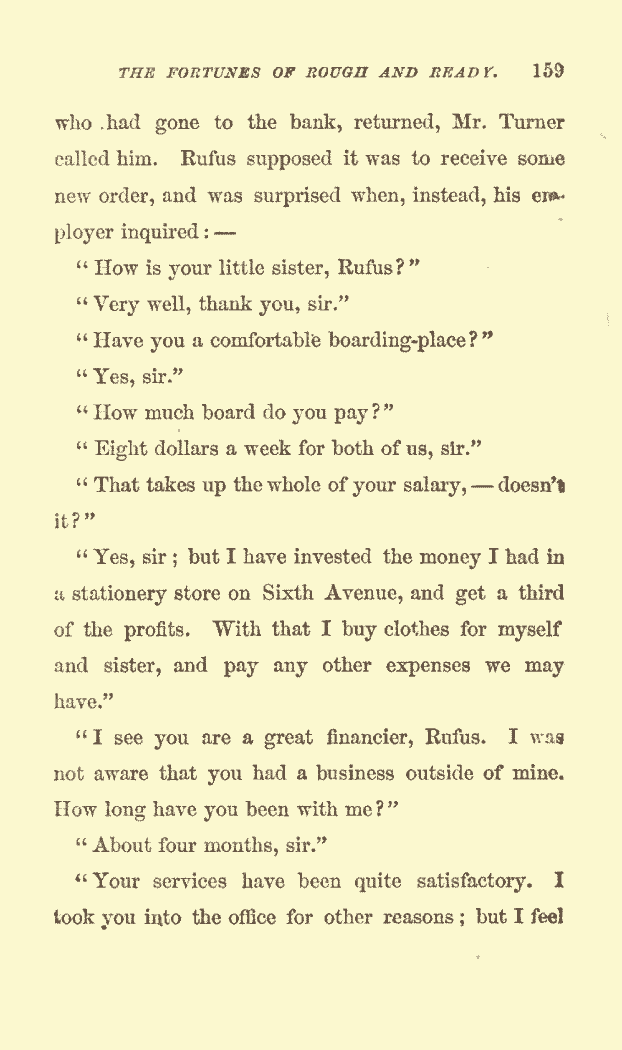 THE FORTUNES OF ROUGH AND READY. 159
who had gone to the bank, returned, Mr. Turner
called him. Rufus supposed it was to receive some
new order, and was surprised when, instead, his em-
ployer inquired : —
“ How is your little sister, Rufus? ”
“ Very well, thank you, sir.”
“ Have you a comfortable boarding-place? ”
“ Yes, sir.”
“ How much board do you pay? ”
“ Eight dollars a week for both of us, sir.”
“ That takes up the whole of your salary, — doesn’t
it? ”
“ Yes, sir ; but I have invested the money I had in
a stationery store on Sixth Avenue, and get a third
of the profits. With that I buy clothes for myself
and sister, and pay any other expenses we may
have.”
“ I see you are a great financier, Rufus. I was
not aware that you had a business outside of mine.
How long have you been with me? ”
“ About four months, sir.”
“ Your services have been quite satisfactory. I
took you into the office for other reasons ; but I feel